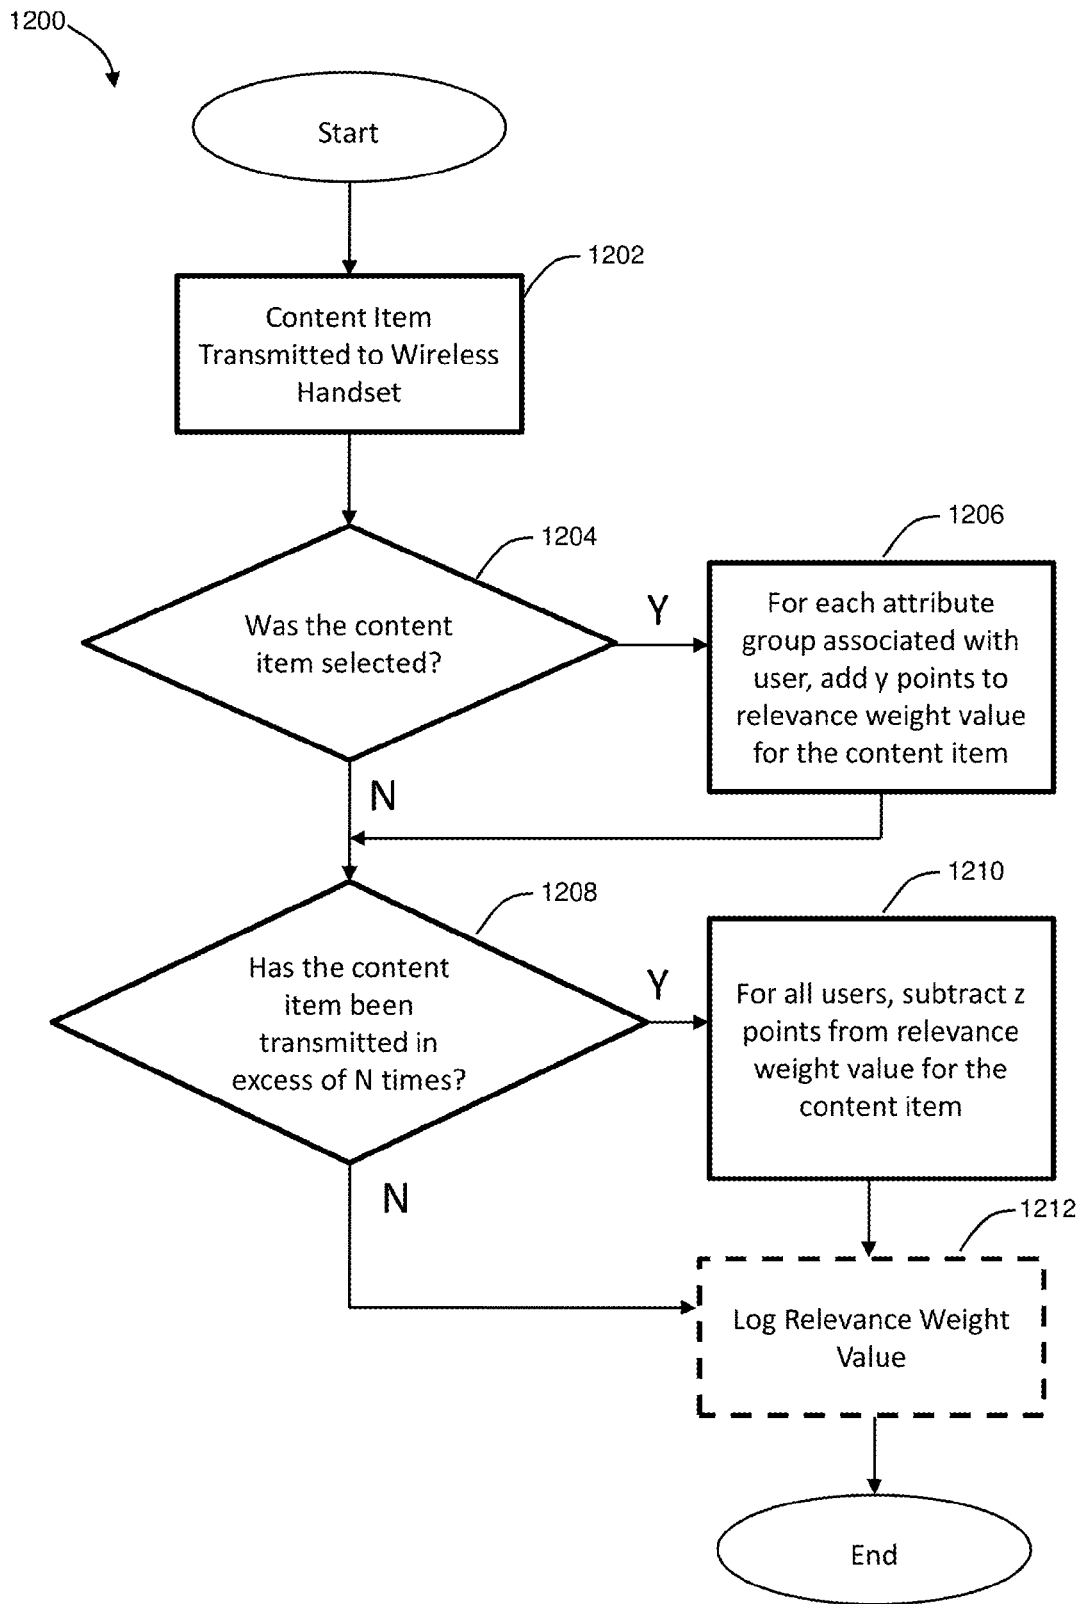 1200
Start
1202
Content Item
Transmitted to Wireless
Handset
1204
Was the content
item selected?
Y
1206
For each attribute
group associated with
user, add y points to
relevance weight value
for the content item
N
1208
Has the content
item been
transmitted in
excess of N times?
Y
1210
For all users, subtract z
points from relevance
weight value for the
content item
N
1212
Log Relevance Weight
Value
End